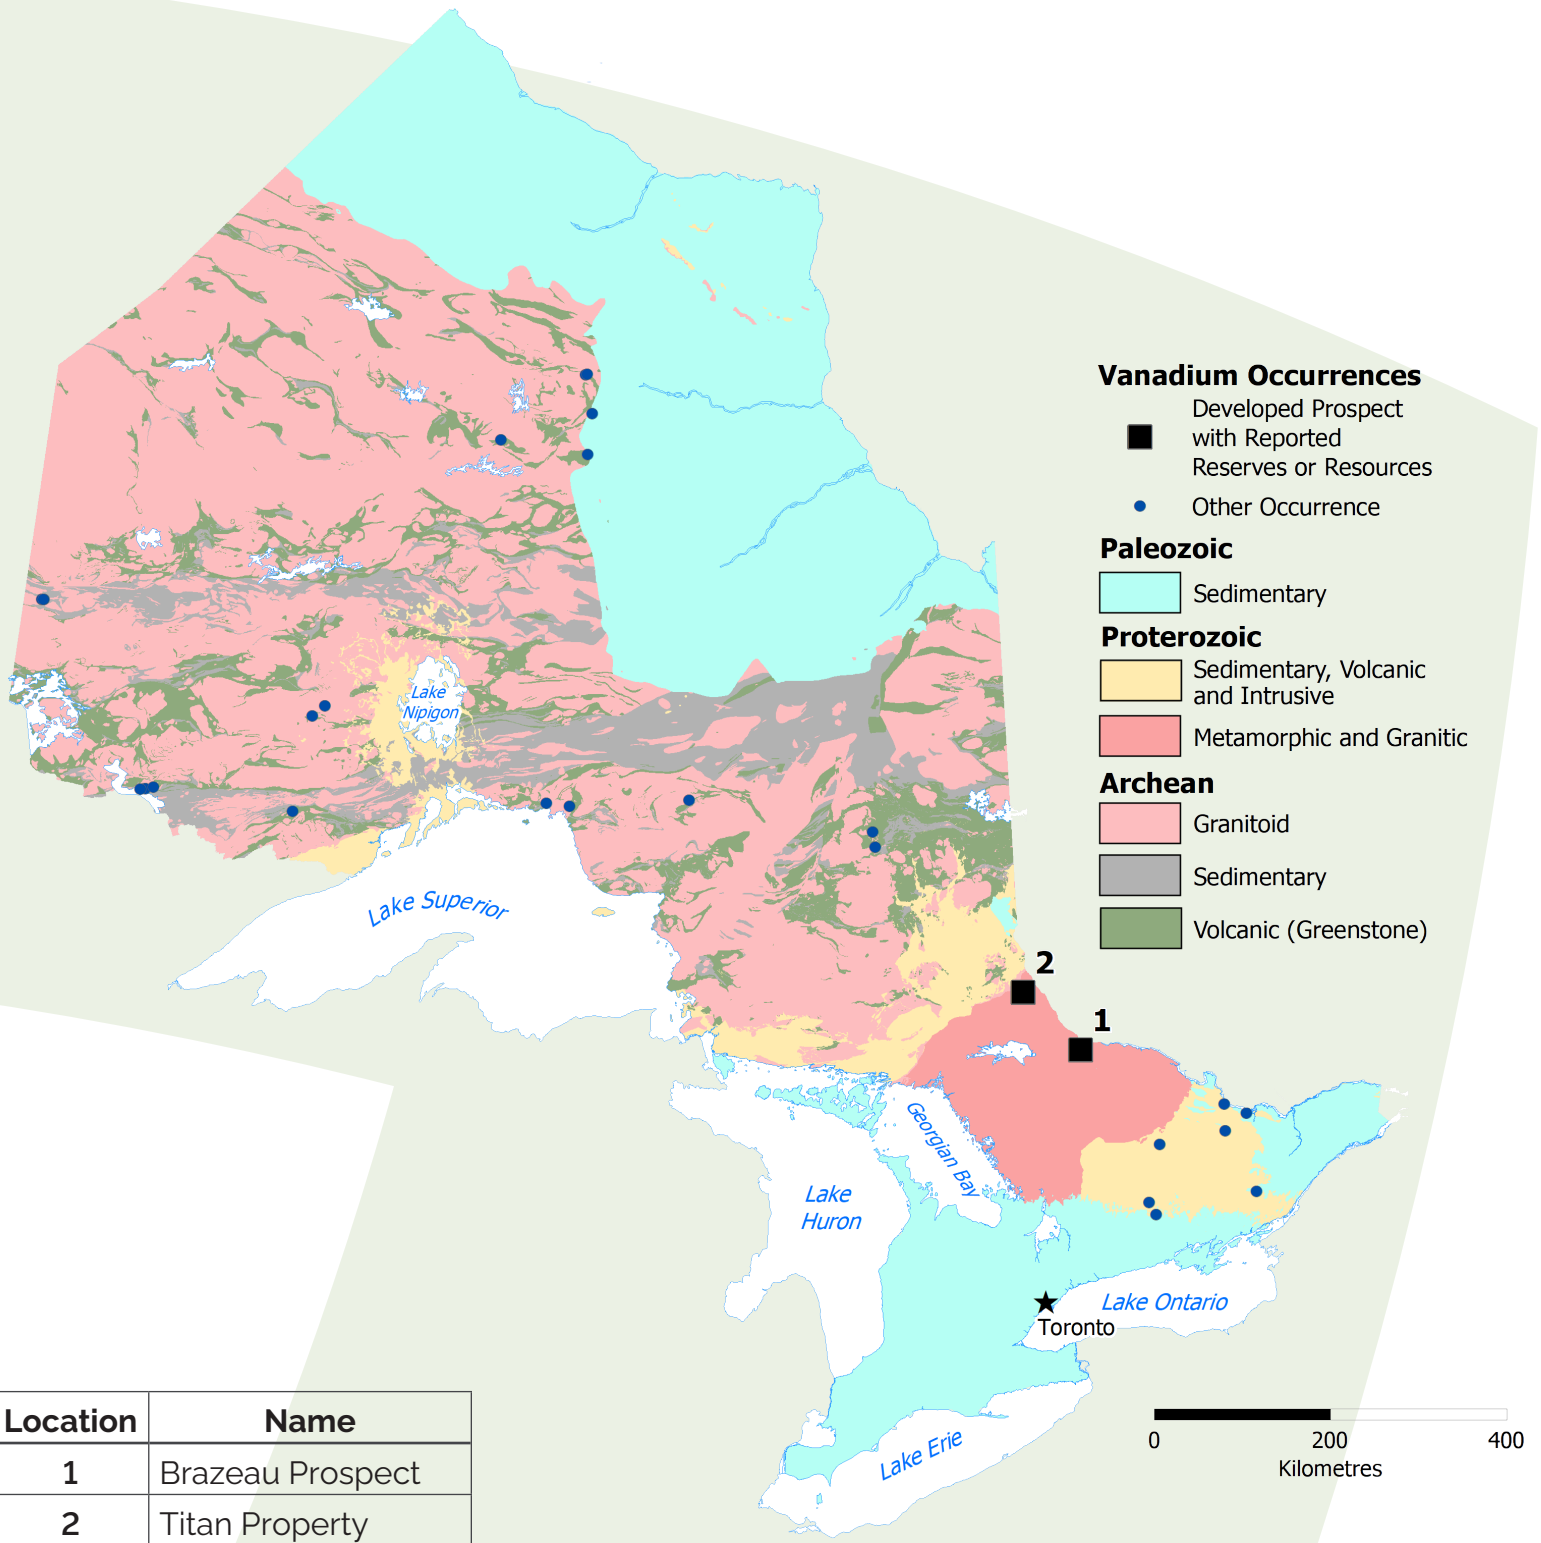 Vanadium Occurrences
Developed Prospect
with Reported
Reserves or Resources
Other Occurrence
Paleozoic
Sedimentary
Proterozoic
Sedimentary, Volcanic
and Intrusive
Metamorphic and Granitic
Archean
Granitoid
Sedimentary
Volcanic (Greenstone)
Lake
Nipigon
Lake Superior
2
1
Georgian Bay
Lake
Huron
Lake Ontario
Toronto
Lake Erie
0 200 400
Kilometres
Location Name
1 Brazeau Prospect
2 Titan Property